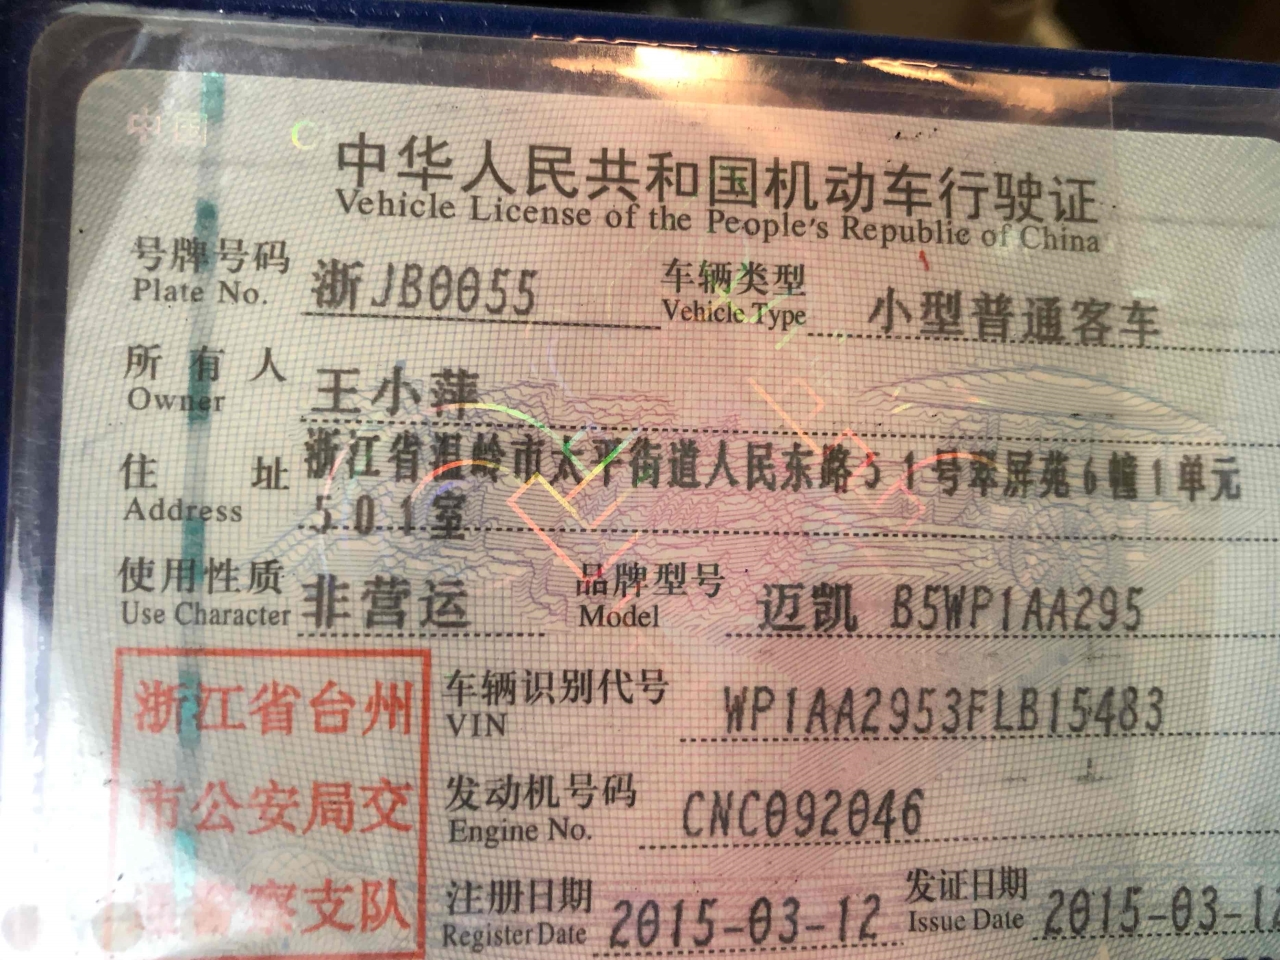 中国
中华人民共和国机动车行驶证
Vehicle License of the People's Republic of China
号牌号码 浙JB0055 车辆类型 小型普通客车
Plate No. Vehicle Type
所有人 王小萍
Owner
住址 浙江省温岭市太平街道人民东路51号翠屏苑6幢1单元
Address 501室
使用性质 非营运 品牌型号 迈凯 B5WP1AA295
Use Character Model
浙江省台州 车辆识别代号 WP1AA2953FLB15483
VIN
市公安局交 发动机号码 CNC092046
Engine No.
通警察支队 注册日期 2015-03-12 发证日期 2015-03-12
Register Date Issue Date